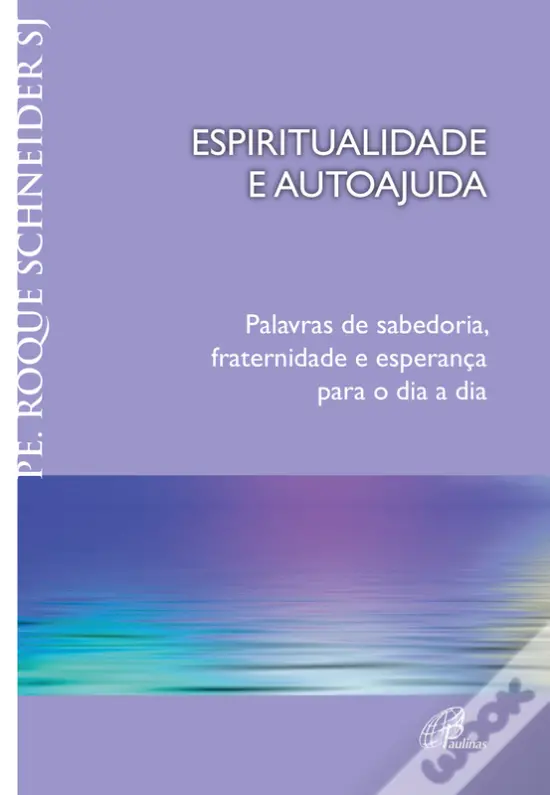 PE. ROQUE SCHNEIDER SJ
ESPIRITUALIDADE
E AUTOAJUDA
Palavras de sabedoria,
fraternidade e esperança
para o dia a dia
Paulinas
wook